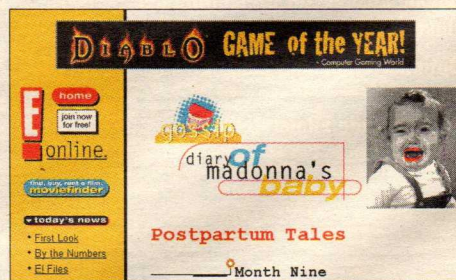 DIABLO GAME of the YEAR!
- Computer Gaming World
home
join now
for free!
E!
online.
find, buy, rent a film
moviefinder
today's news
• First Look
• By the Numbers
• E! Files
gossip
diary of
madonna's
baby
Postpartum Tales
Month Nine